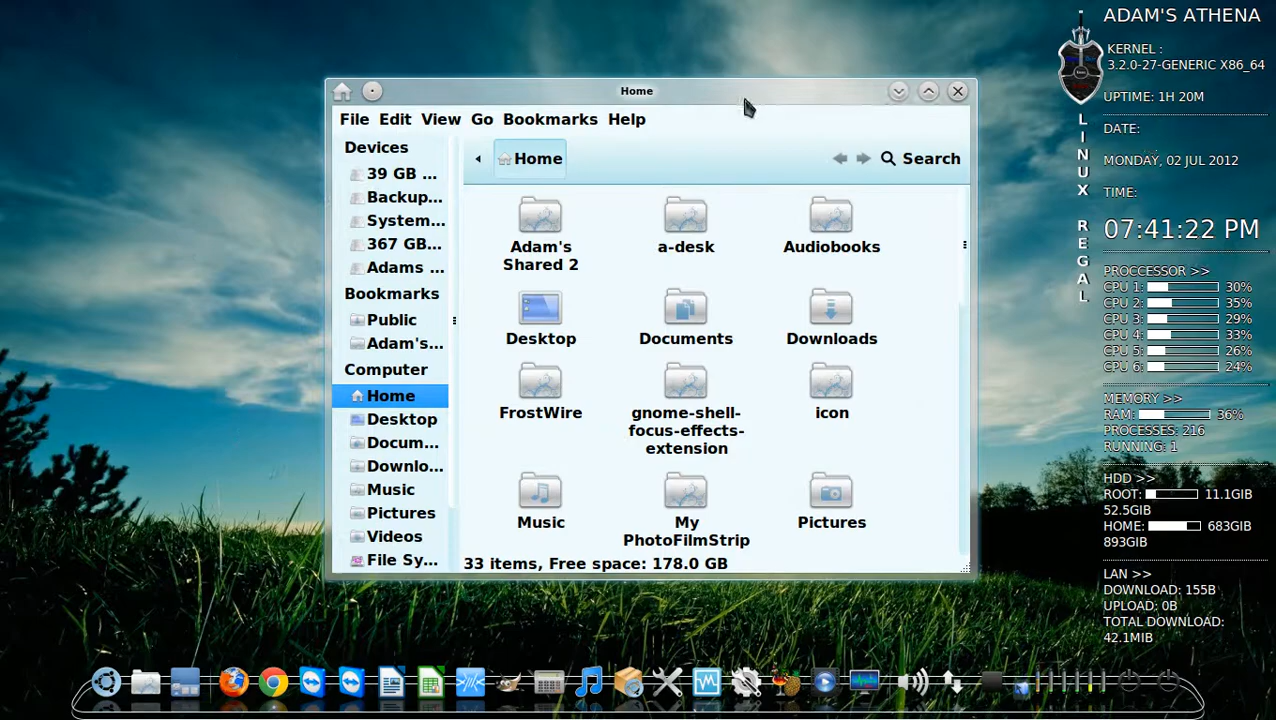 Home
File Edit View Go Bookmarks Help
Devices
39 GB ...
Backup...
System...
367 GB...
Adams ...
Bookmarks
Public
Adam's...
Computer
Home
Desktop
Docum...
Downlo...
Music
Pictures
Videos
File Sy...
Home
Search
Adam's
Shared 2
a-desk
Audiobooks
Desktop
Documents
Downloads
FrostWire
gnome-shell-
focus-effects-
extension
icon
Music
My
PhotoFilmStrip
Pictures
33 items, Free space: 178.0 GB
LINUX REGAL
ADAM'S ATHENA
KERNEL :
3.2.0-27-GENERIC X86_64
UPTIME: 1H 20M
DATE:
MONDAY, 02 JUL 2012
TIME:
07:41:22 PM
PROCCESSOR >>
CPU 1: 30%
CPU 2: 35%
CPU 3: 29%
CPU 4: 33%
CPU 5: 26%
CPU 6: 24%
MEMORY >>
RAM: 36%
PROCESSES: 216
RUNNING: 1
HDD >>
ROOT: 11.1GIB
52.5GIB
HOME: 683GIB
893GIB
LAN >>
DOWNLOAD: 155B
UPLOAD: 0B
TOTAL DOWNLOAD:
42.1MIB